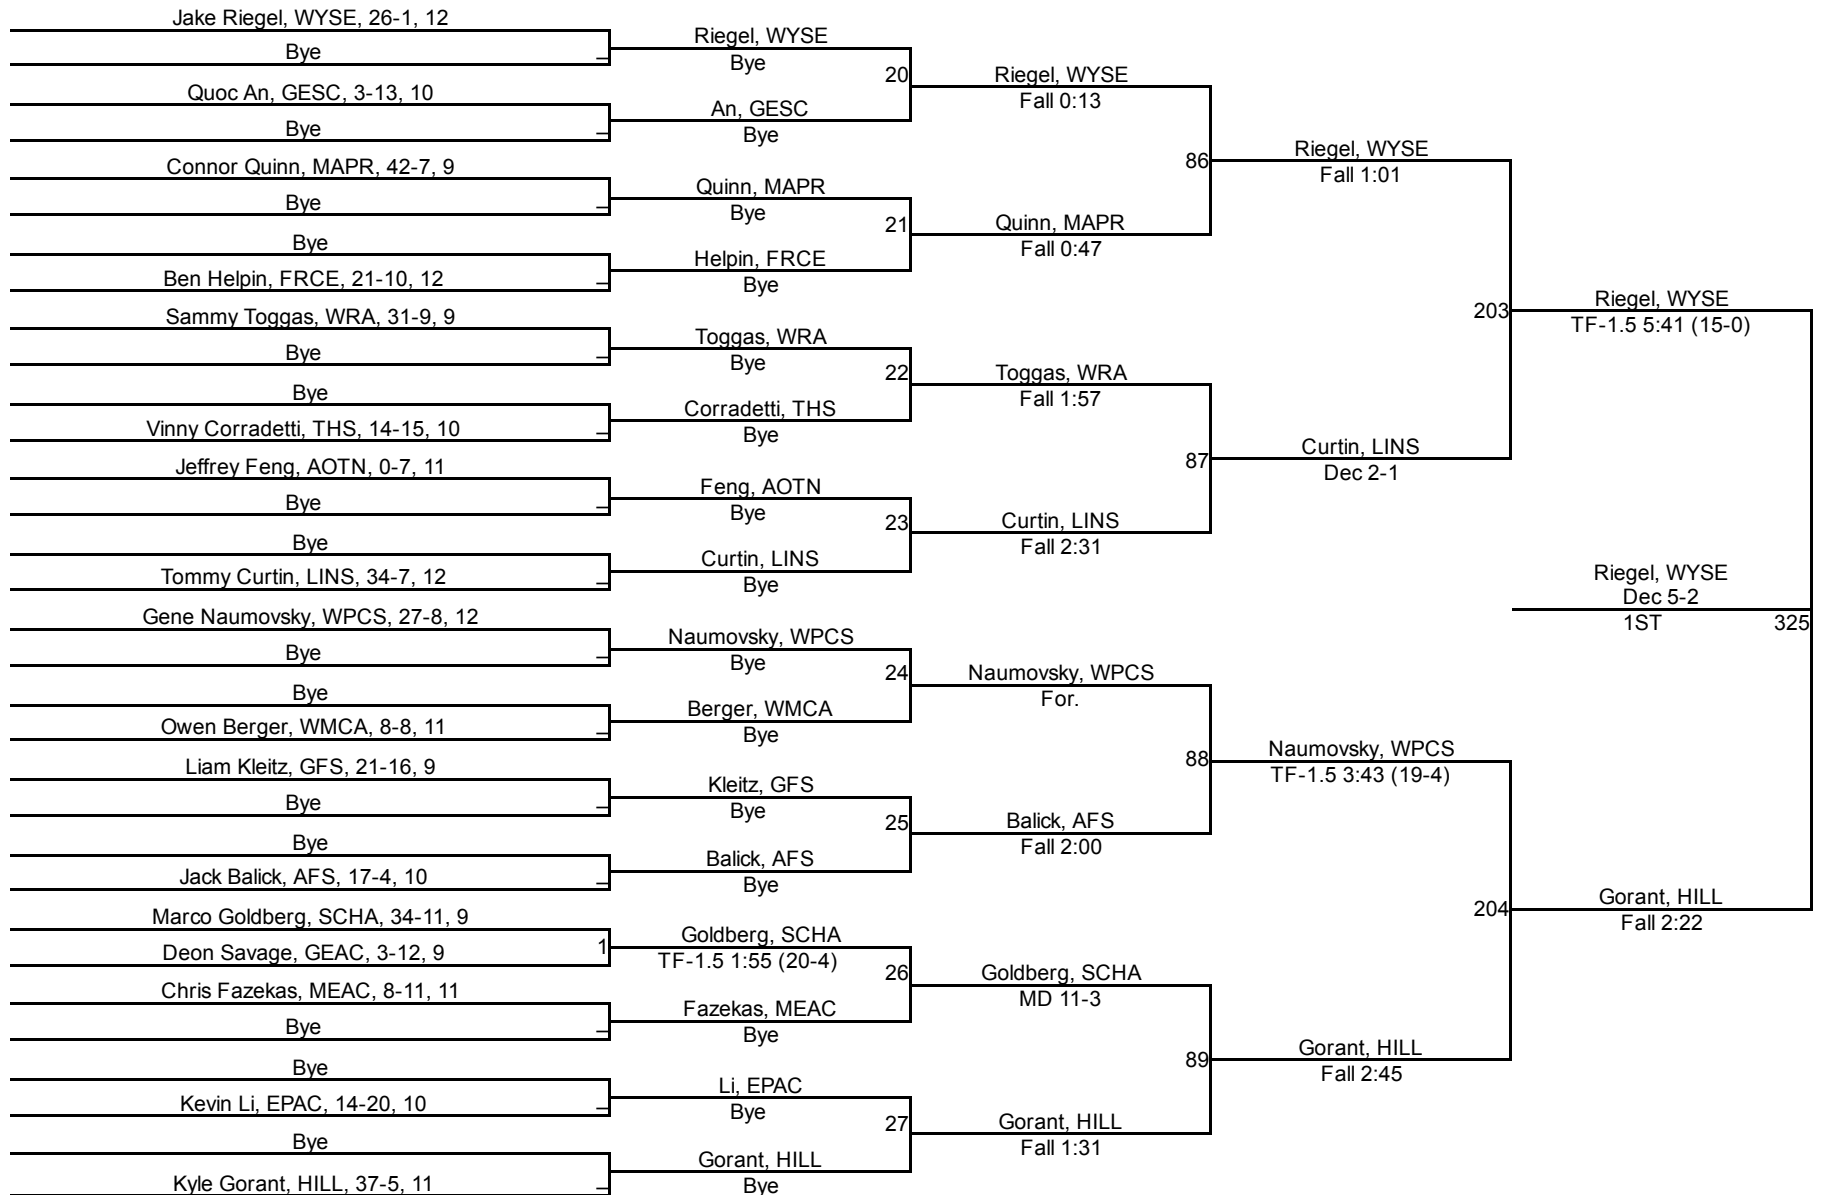 Jake Riegel, WYSE, 26-1, 12
Bye
Quoc An, GESC, 3-13, 10
Bye
Connor Quinn, MAPR, 42-7, 9
Bye
Bye
Ben Helpin, FRCE, 21-10, 12
Sammy Toggas, WRA, 31-9, 9
Bye
Bye
Vinny Corradetti, THS, 14-15, 10
Jeffrey Feng, AOTN, 0-7, 11
Bye
Bye
Tommy Curtin, LINS, 34-7, 12
Gene Naumovsky, WPCS, 27-8, 12
Bye
Bye
Owen Berger, WMCA, 8-8, 11
Liam Kleitz, GFS, 21-16, 9
Bye
Bye
Jack Balick, AFS, 17-4, 10
Marco Goldberg, SCHA, 34-11, 9
1
Deon Savage, GEAC, 3-12, 9
Chris Fazekas, MEAC, 8-11, 11
Bye
Bye
Kevin Li, EPAC, 14-20, 10
Bye
Kyle Gorant, HILL, 37-5, 11
Riegel, WYSE
Bye
20
An, GESC
Bye
Quinn, MAPR
Bye
21
Helpin, FRCE
Bye
Toggas, WRA
Bye
22
Corradetti, THS
Bye
Feng, AOTN
Bye
23
Curtin, LINS
Bye
Naumovsky, WPCS
Bye
24
Berger, WMCA
Bye
Kleitz, GFS
Bye
25
Balick, AFS
Bye
Goldberg, SCHA
TF-1.5 1:55 (20-4)
26
Fazekas, MEAC
Bye
Li, EPAC
Bye
27
Gorant, HILL
Bye
Riegel, WYSE
Fall 0:13
86
Quinn, MAPR
Fall 0:47
Toggas, WRA
Fall 1:57
87
Curtin, LINS
Fall 2:31
Naumovsky, WPCS
For.
88
Balick, AFS
Fall 2:00
Goldberg, SCHA
MD 11-3
89
Gorant, HILL
Fall 1:31
Riegel, WYSE
Fall 1:01
203
Curtin, LINS
Dec 2-1
Naumovsky, WPCS
TF-1.5 3:43 (19-4)
204
Gorant, HILL
Fall 2:45
Riegel, WYSE
TF-1.5 5:41 (15-0)
Gorant, HILL
Fall 2:22
Riegel, WYSE
Dec 5-2
1ST
325